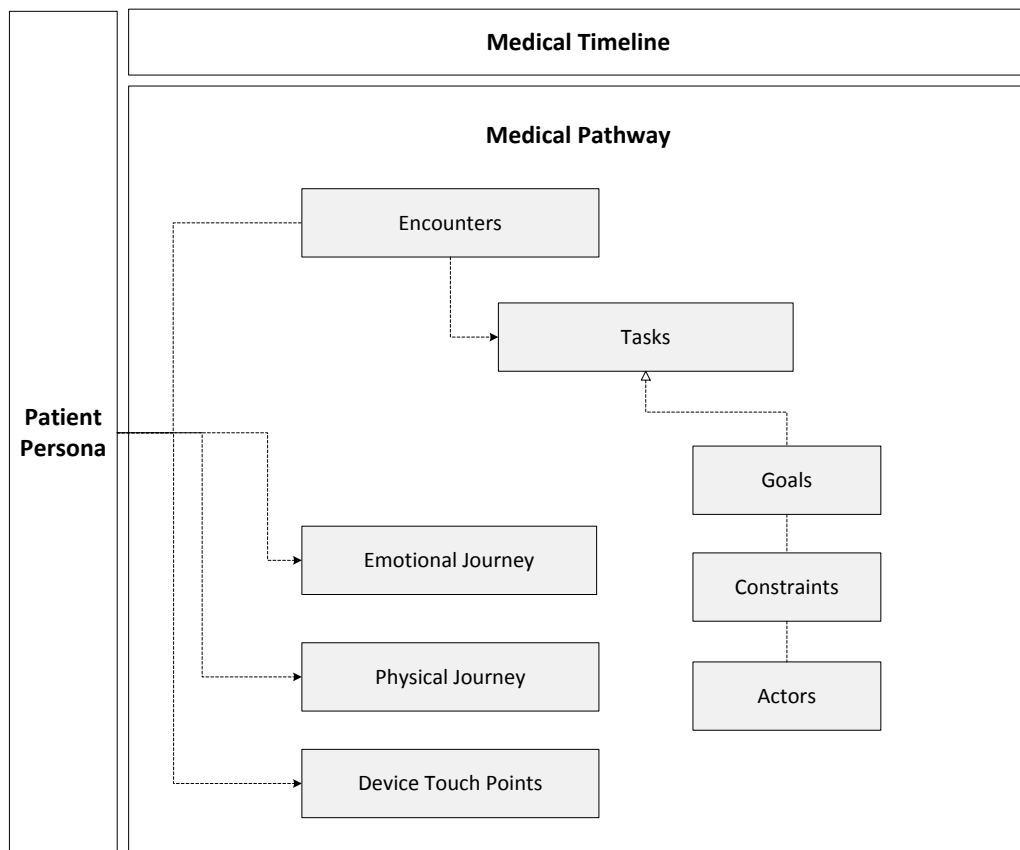 Medical Timeline
Medical Pathway
Encounters
Tasks
Patient
Persona
Goals
Emotional Journey
Constraints
Physical Journey
Actors
Device Touch Points